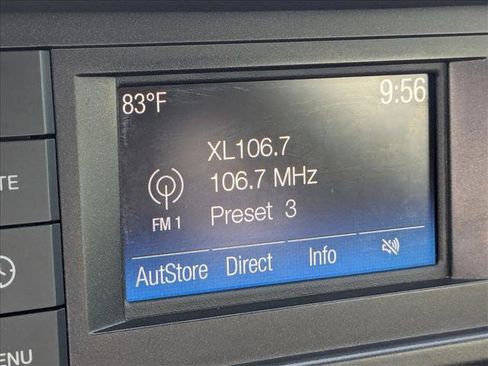 83°F 9:56
XL106.7
106.7 MHz
FM 1 Preset 3
AutStore Direct Info
TE
ENU